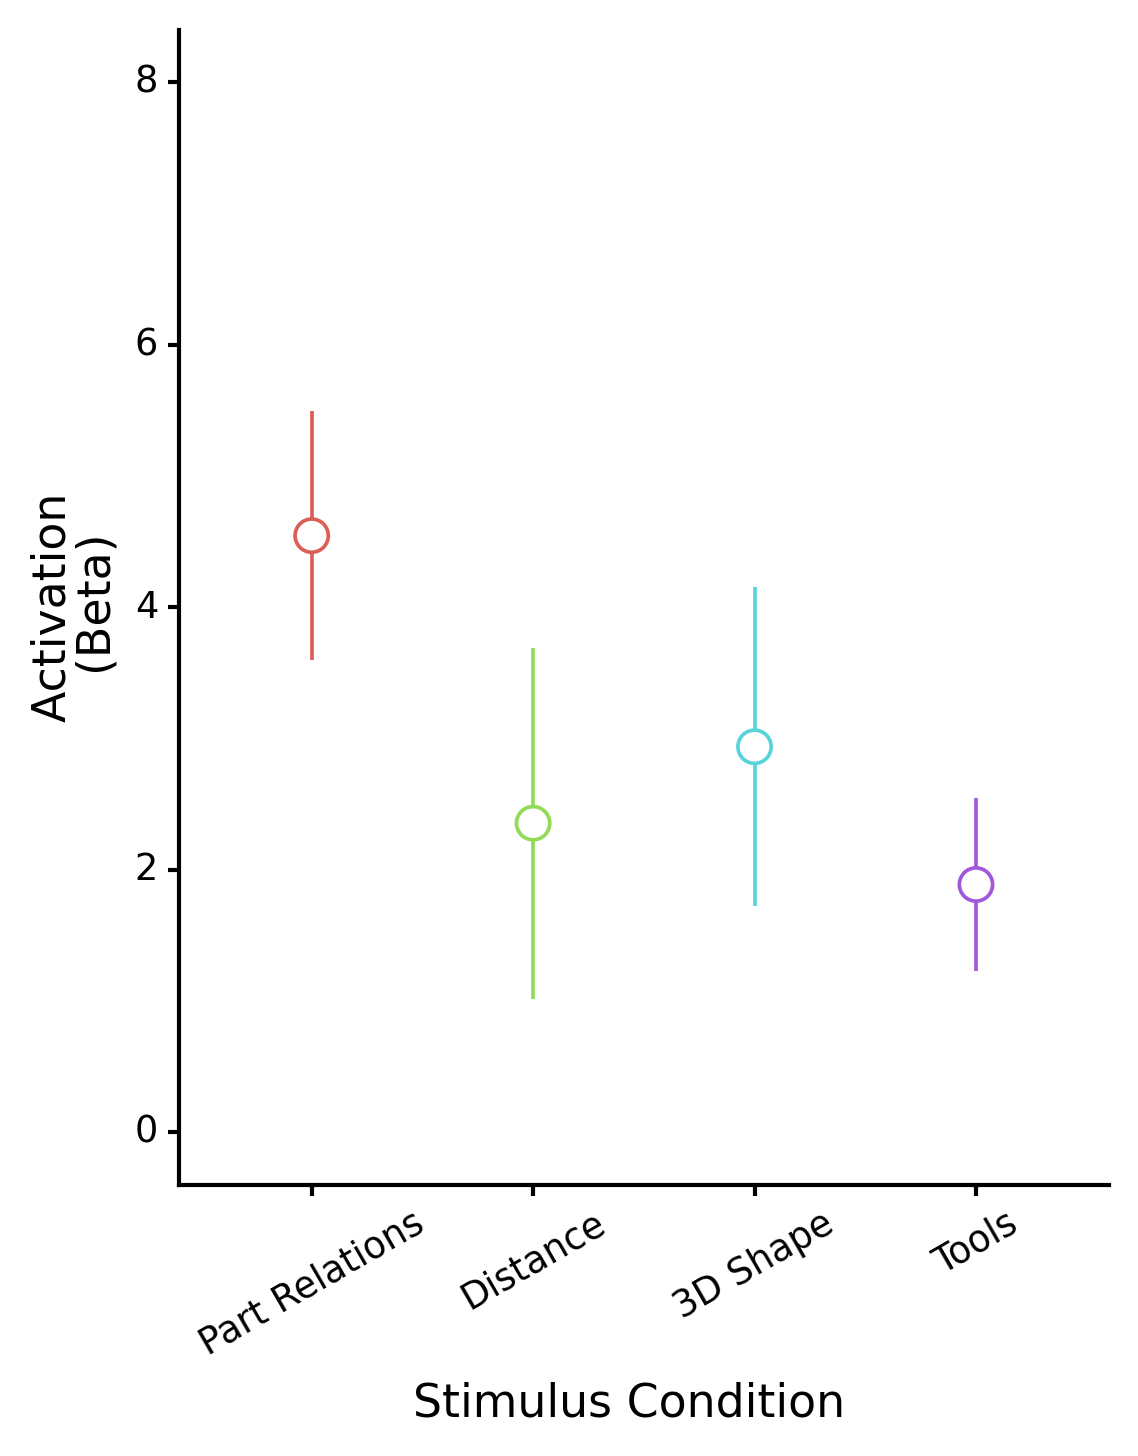 8
6
4
2
0
Activation
(Beta)
Part Relations
Distance
3D Shape
Tools
Stimulus Condition